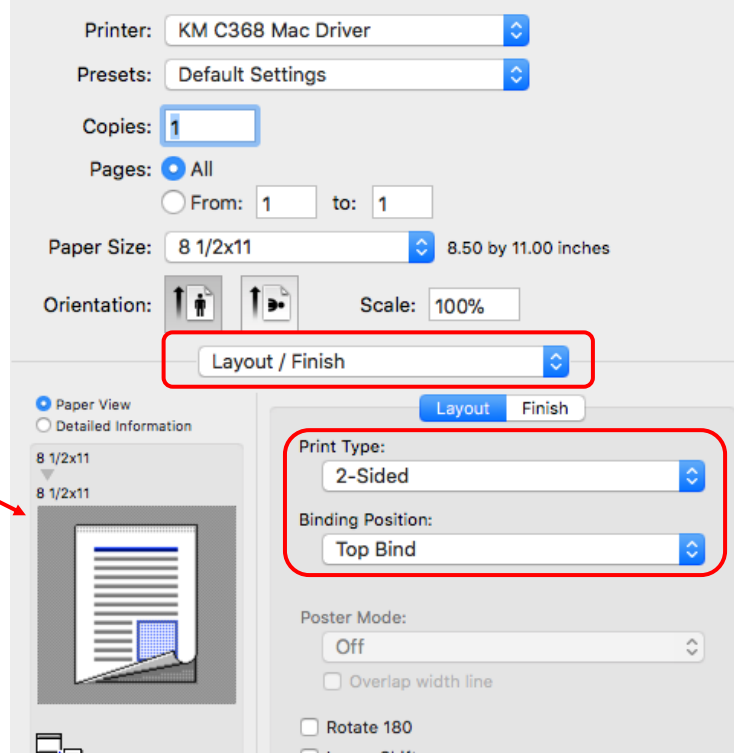 Printer: KM C368 Mac Driver
Presets: Default Settings
Copies: 1
Pages: All
From: 1 to: 1
Paper Size: 8 1/2x11 8.50 by 11.00 inches
Orientation: Scale: 100%
Layout / Finish
Paper View
Detailed Information
8 1/2x11
8 1/2x11
Layout Finish
Print Type:
2-Sided
Binding Position:
Top Bind
Poster Mode:
Off
Overlap width line
Rotate 180